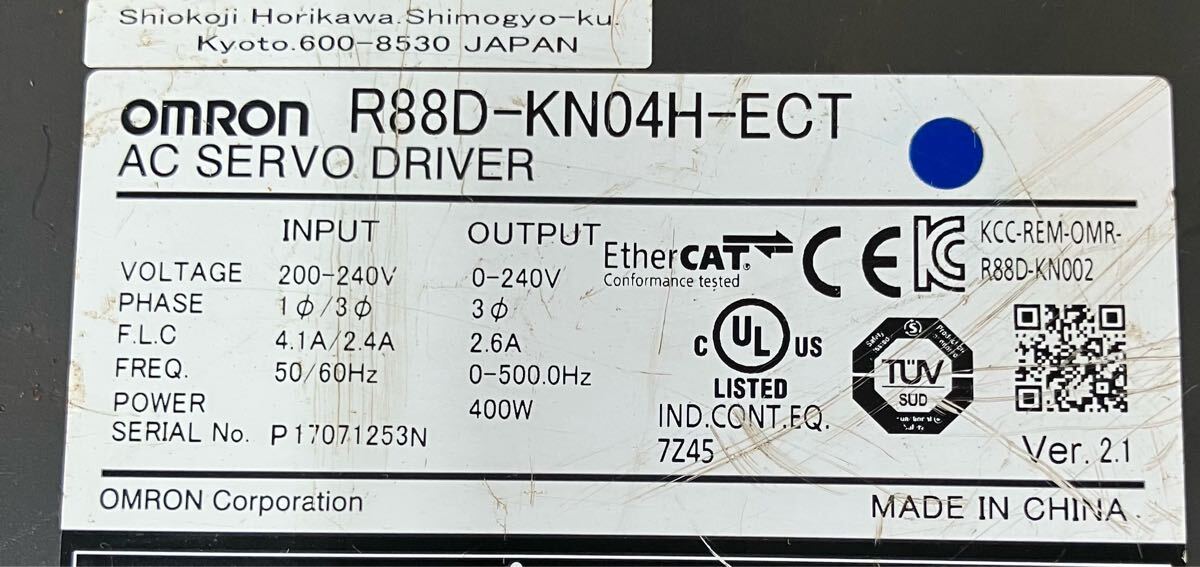 Shiokoji Horikawa.Shimogyo-ku.
Kyoto.600-8530 JAPAN
OMRON R88D-KN04H-ECT
AC SERVO DRIVER
INPUT OUTPUT
VOLTAGE 200-240V 0-240V
PHASE 1ϕ/3ϕ 3ϕ
F.L.C 4.1A/2.4A 2.6A
FREQ. 50/60Hz 0-500.0Hz
POWER 400W
SERIAL No. P17071253N
EtherCAT®
Conformance tested
CE
KC
KCC-REM-OMR-
R88D-KN002
C UL US
LISTED
IND.CONT.EQ.
7Z45
TÜV
SÜD
Ver. 2.1
OMRON Corporation MADE IN CHINA